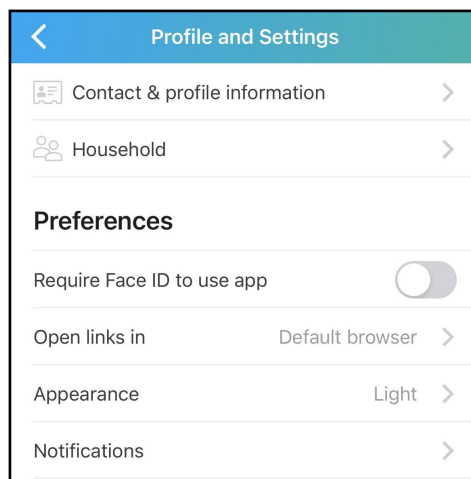 Profile and Settings
Contact & profile information
Household
Preferences
Require Face ID to use app
Open links in Default browser
Appearance Light
Notifications